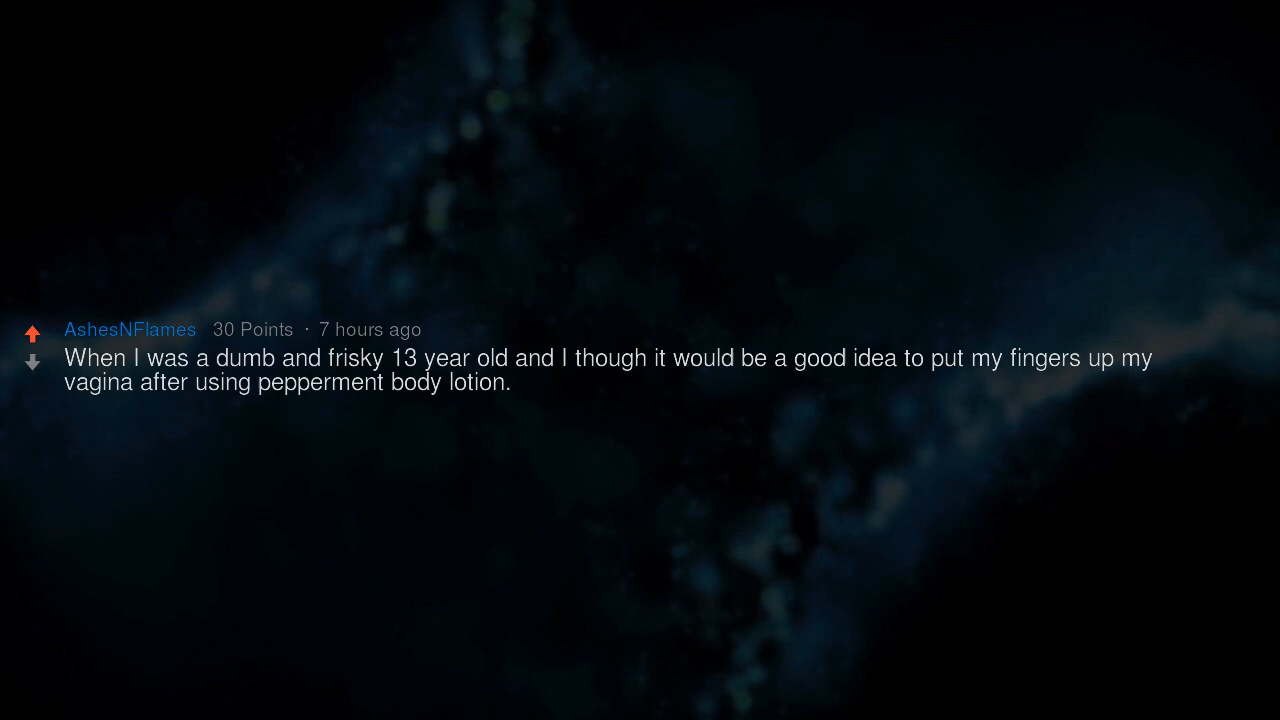 AshesNFlames 30 Points · 7 hours ago
When I was a dumb and frisky 13 year old and I though it would be a good idea to put my fingers up my
vagina after using pepperment body lotion.